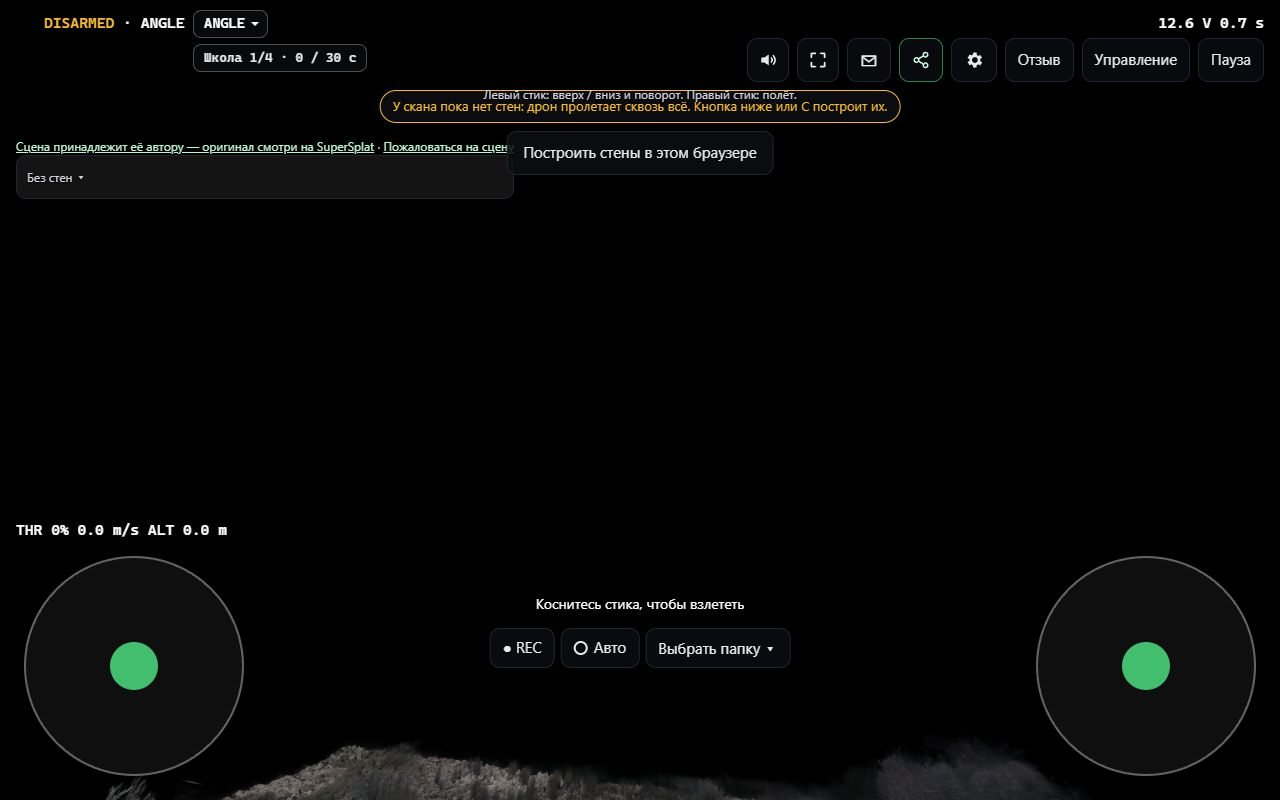 DISARMED · ANGLE ANGLE
12.6 V 0.7 s
Школа 1/4 · 0 / 30 с
Отзыв Управление Пауза
Левый стик: вверх / вниз и поворот. Правый стик: полёт.
У скана пока нет стен: дрон пролетает сквозь всё. Кнопка ниже или C построит их.
Сцена принадлежит её автору — оригинал смотри на SuperSplat · Пожаловаться на сцену
Построить стены в этом браузере
Без стен
THR 0% 0.0 m/s ALT 0.0 m
Коснитесь стика, чтобы взлететь
REC Авто Выбрать папку